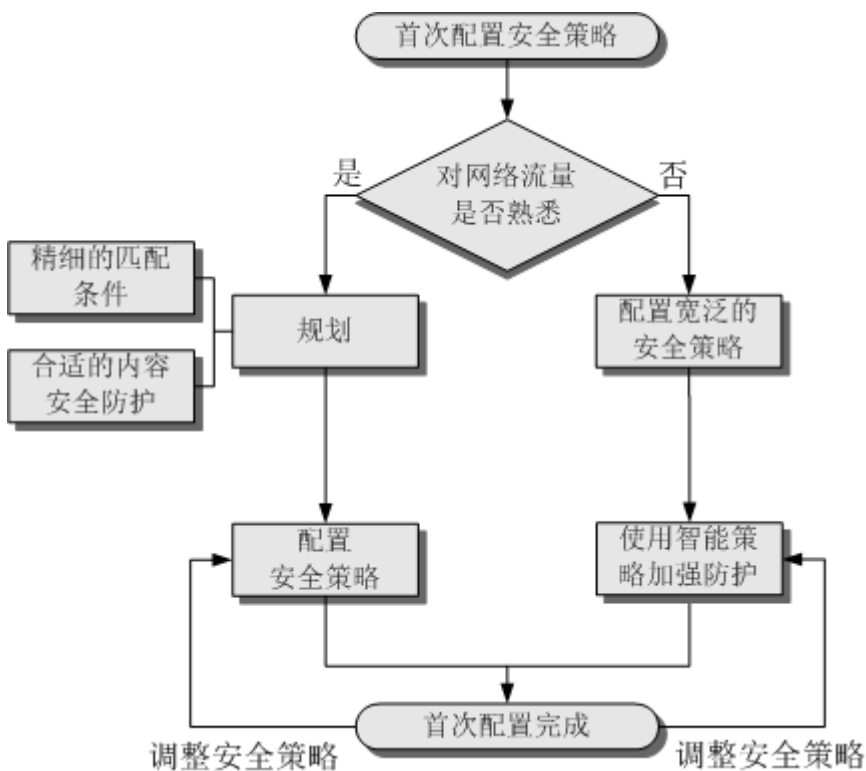 首次配置安全策略
对网络流量
是否熟悉
是
否
精细的匹配
条件
合适的内容
安全防护
规划
配置宽泛的
安全策略
配置
安全策略
使用智能策
略加强防护
首次配置完成
调整安全策略
调整安全策略